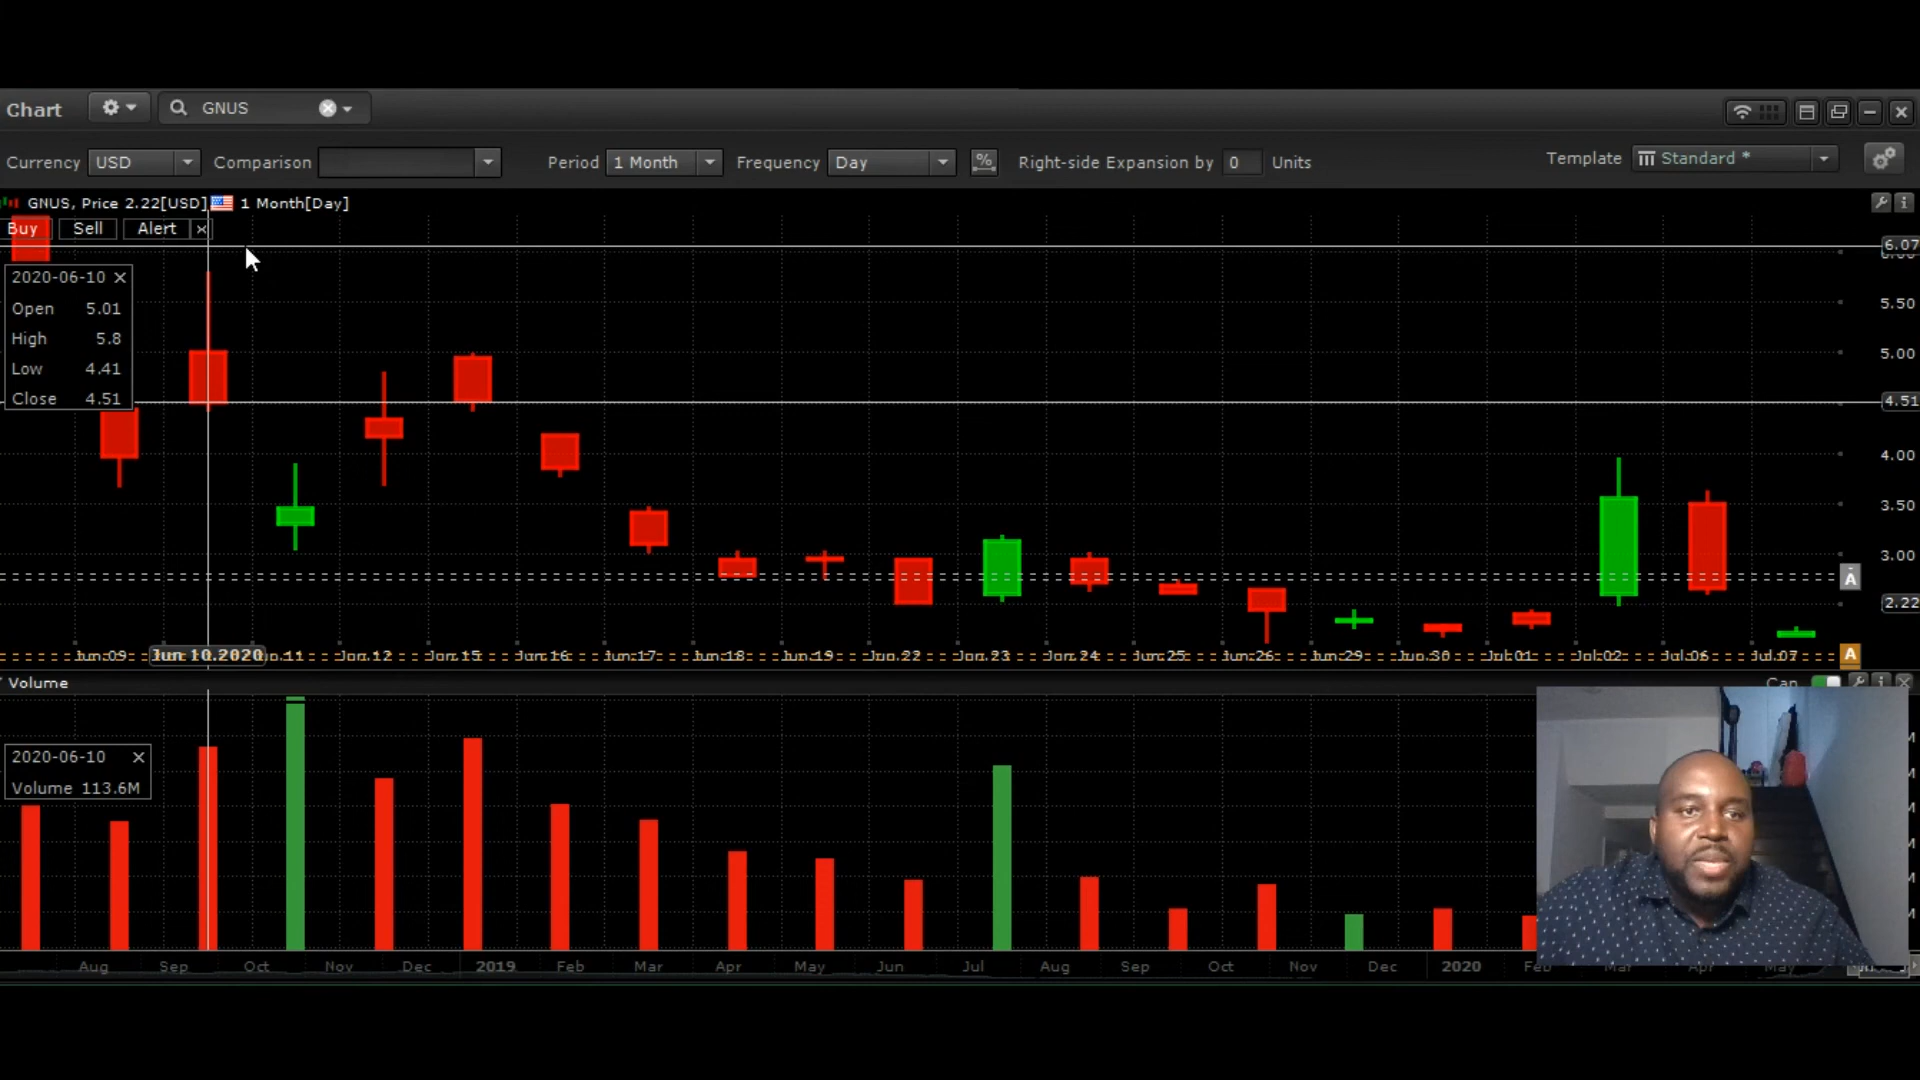 Chart GNUS
Currency USD Comparison Period 1 Month Frequency Day % Right-side Expansion by 0 Units Template Standard *
GNUS, Price 2.22[USD] 1 Month[Day]
Buy Sell Alert
6.07
2020-06-10
Open 5.01
High 5.8
Low 4.41
Close 4.51
5.50
5.00
4.51
4.00
3.50
3.00
A
2.22
Jun.09 Jun 10.2020 Jun.12 Jun.15 Jun.16 Jun.17 Jun.18 Jun.19 Jun.22 Jun.23 Jun.24 Jun.25 Jun.26 Jun.29 Jun.30 Jul.01 Jul.02 Jul.06 Jul.07 A
Volume
2020-06-10
Volume 113.6M
Aug Sep Oct Nov Dec 2019 Feb Mar Apr May Jun Jul Aug Sep Oct Nov Dec 2020